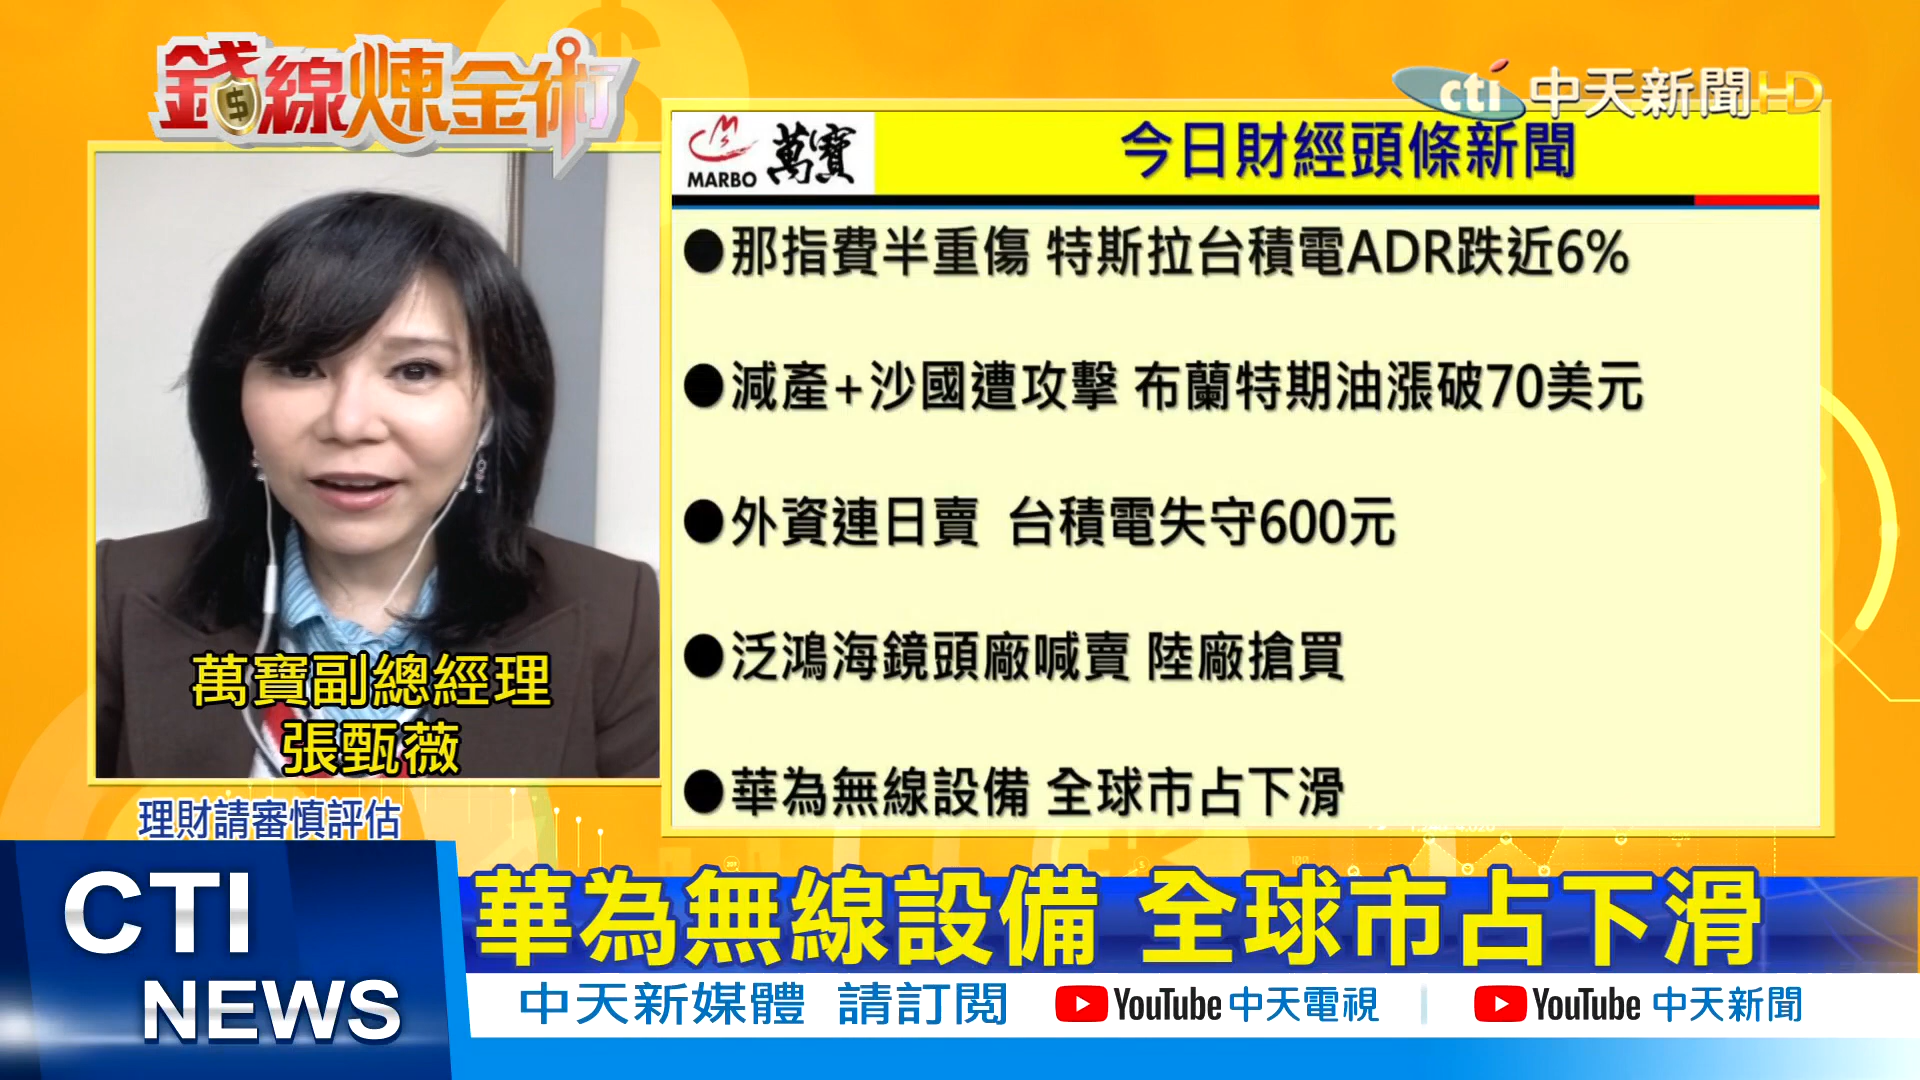 錢線煉金術
cti 中天新聞HD
MARBO 萬寶
今日財經頭條新聞
●那指費半重傷 特斯拉台積電ADR跌近6%
●減產+沙國遭攻擊 布蘭特期油漲破70美元
●外資連日賣 台積電失守600元
●泛鴻海鏡頭廠喊賣 陸廠搶買
●華為無線設備 全球市占下滑
萬寶副總經理
張甄薇
理財請審慎評估
CTI
NEWS
華為無線設備 全球市占下滑
中天新媒體 請訂閱 YouTube 中天電視 | YouTube 中天新聞